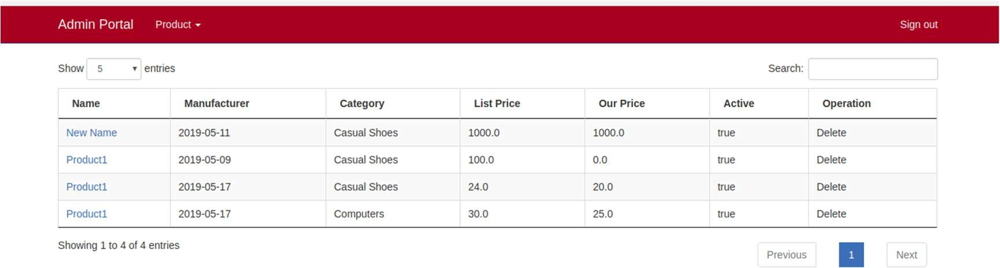 Admin Portal Product Sign out
Show 5 entries Search:
Name Manufacturer Category List Price Our Price Active Operation
New Name 2019-05-11 Casual Shoes 1000.0 1000.0 true Delete
Product1 2019-05-09 Casual Shoes 100.0 0.0 true Delete
Product1 2019-05-17 Casual Shoes 24.0 20.0 true Delete
Product1 2019-05-17 Computers 30.0 25.0 true Delete
Showing 1 to 4 of 4 entries
Previous 1 Next